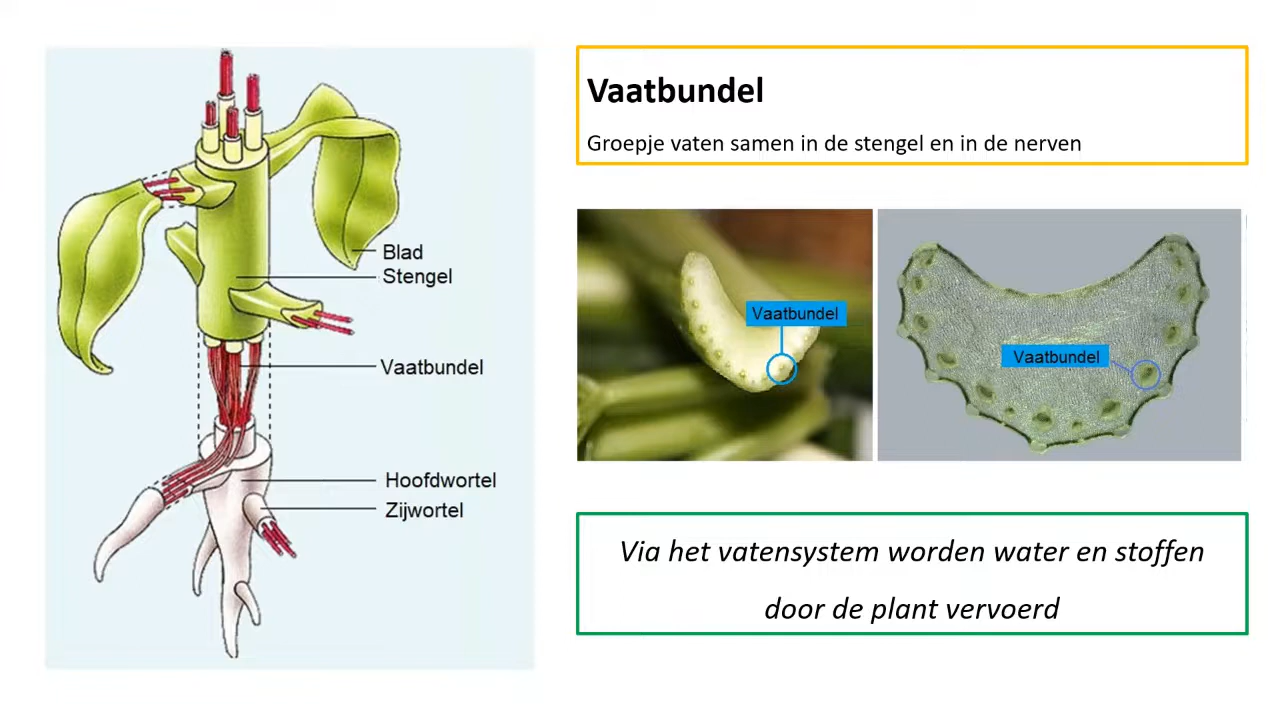 Vaatbundel
Groepje vaten samen in de stengel en in de nerven
Blad
Stengel
Vaatbundel
Hoofdwortel
Zijwortel
Vaatbundel
Vaatbundel
Via het vatensysteem worden water en stoffen
door de plant vervoerd